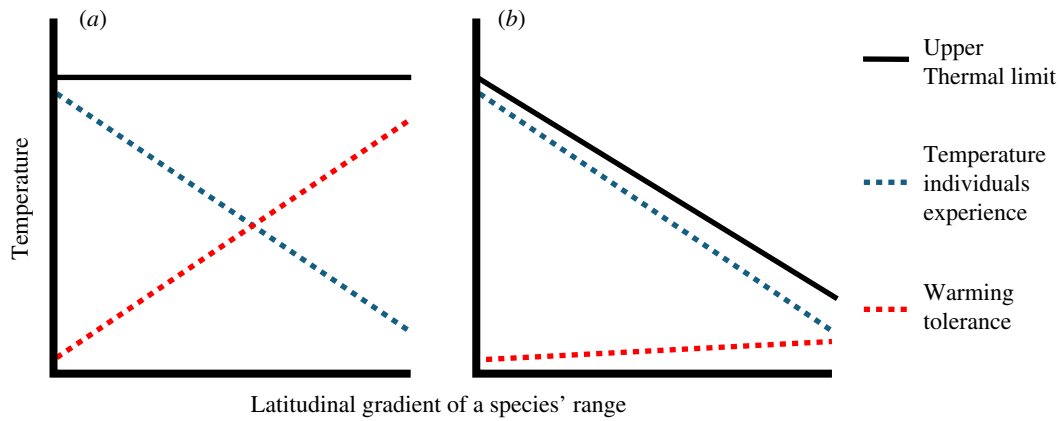 (a)
(b)
Upper
Thermal limit
Temperature
individuals
experience
Warming
tolerance
Temperature
Latitudinal gradient of a species’ range